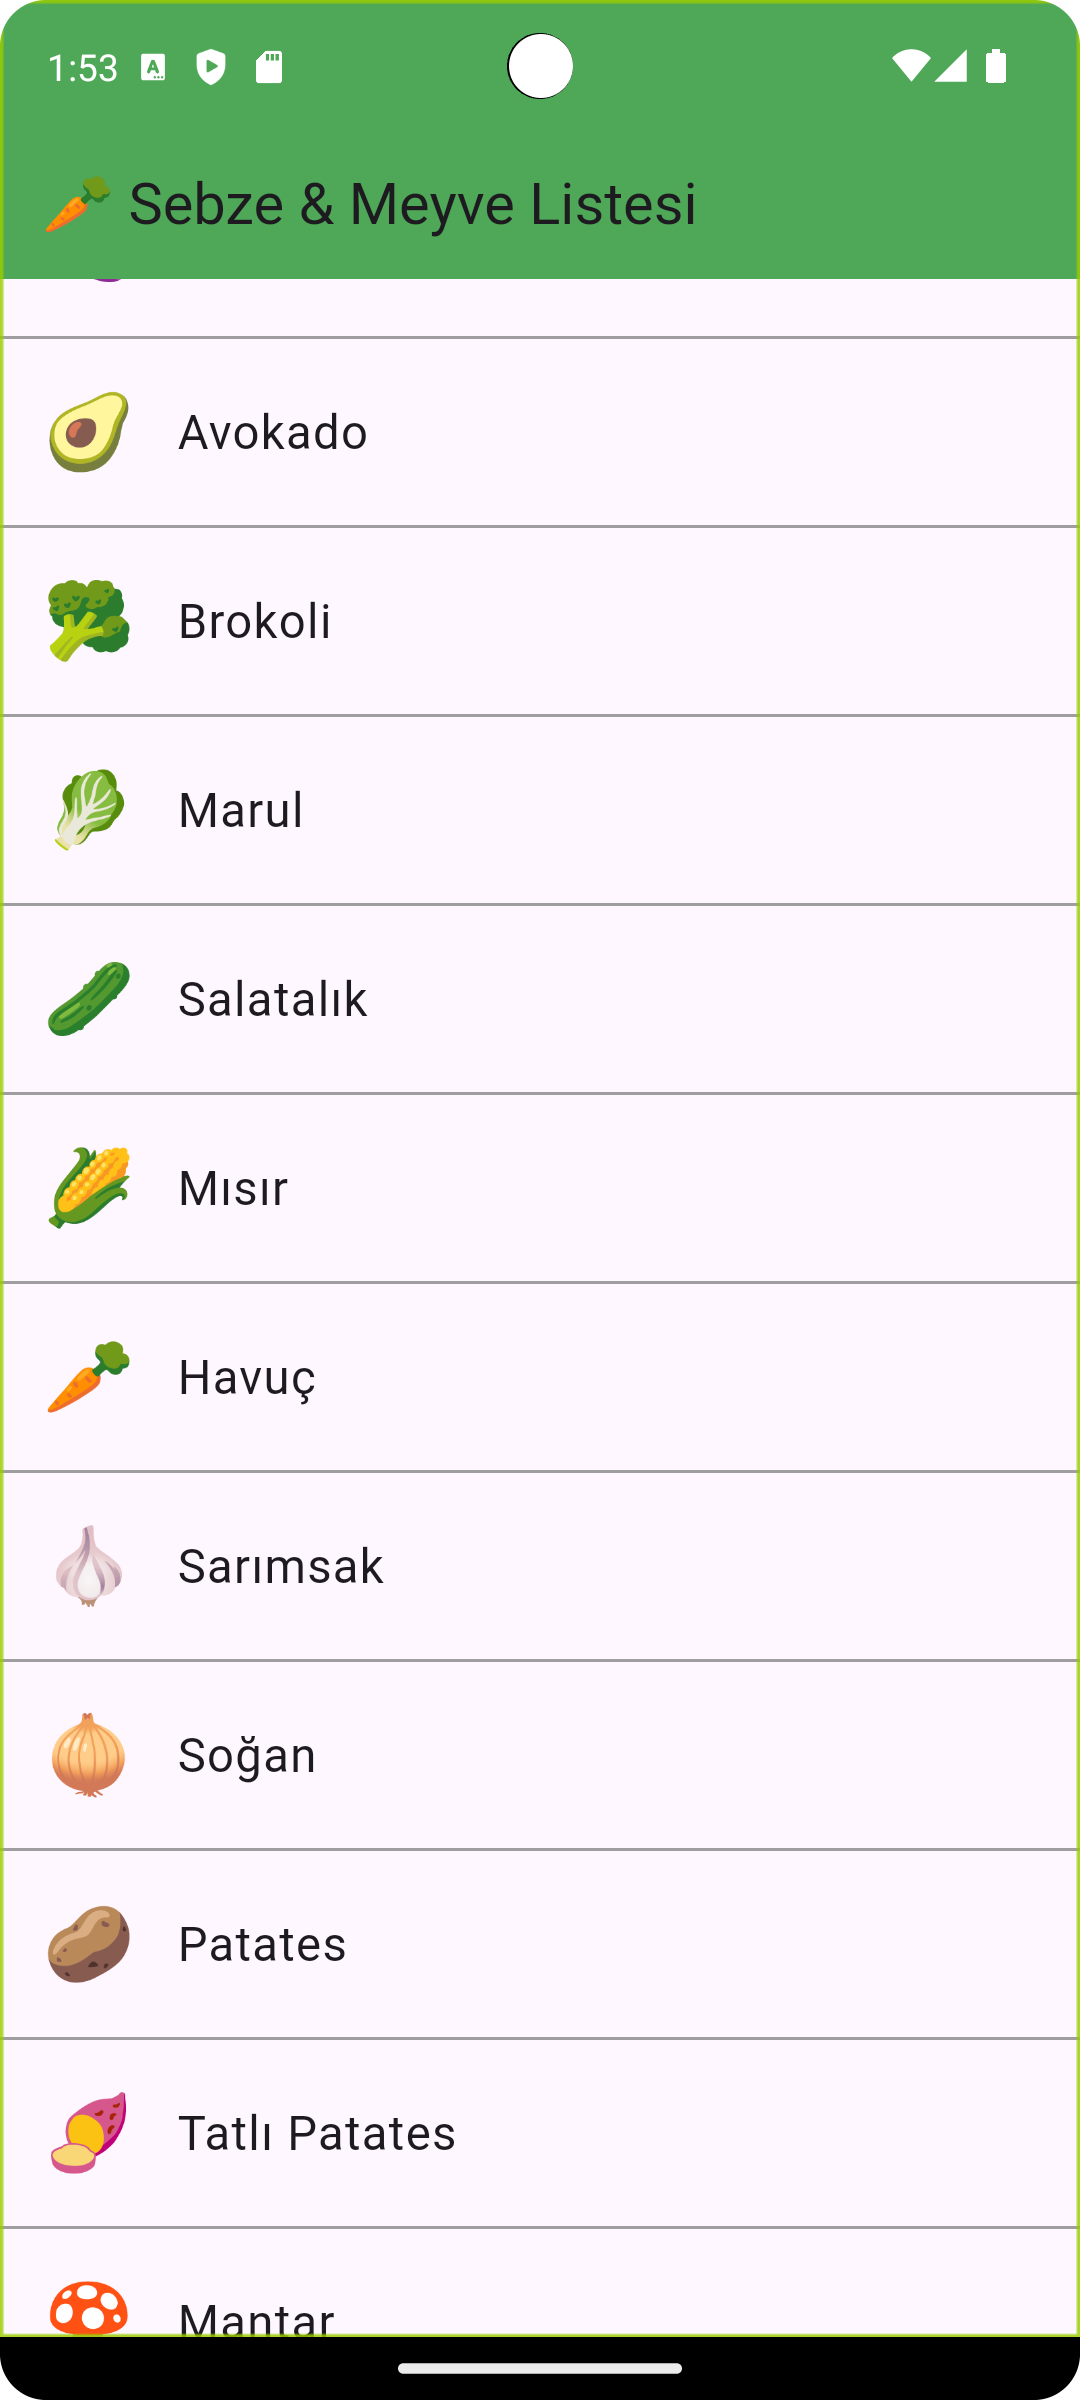 1:53
Sebze & Meyve Listesi
Avokado
Brokoli
Marul
Salatalık
Mısır
Havuç
Sarımsak
Soğan
Patates
Tatlı Patates
Mantar